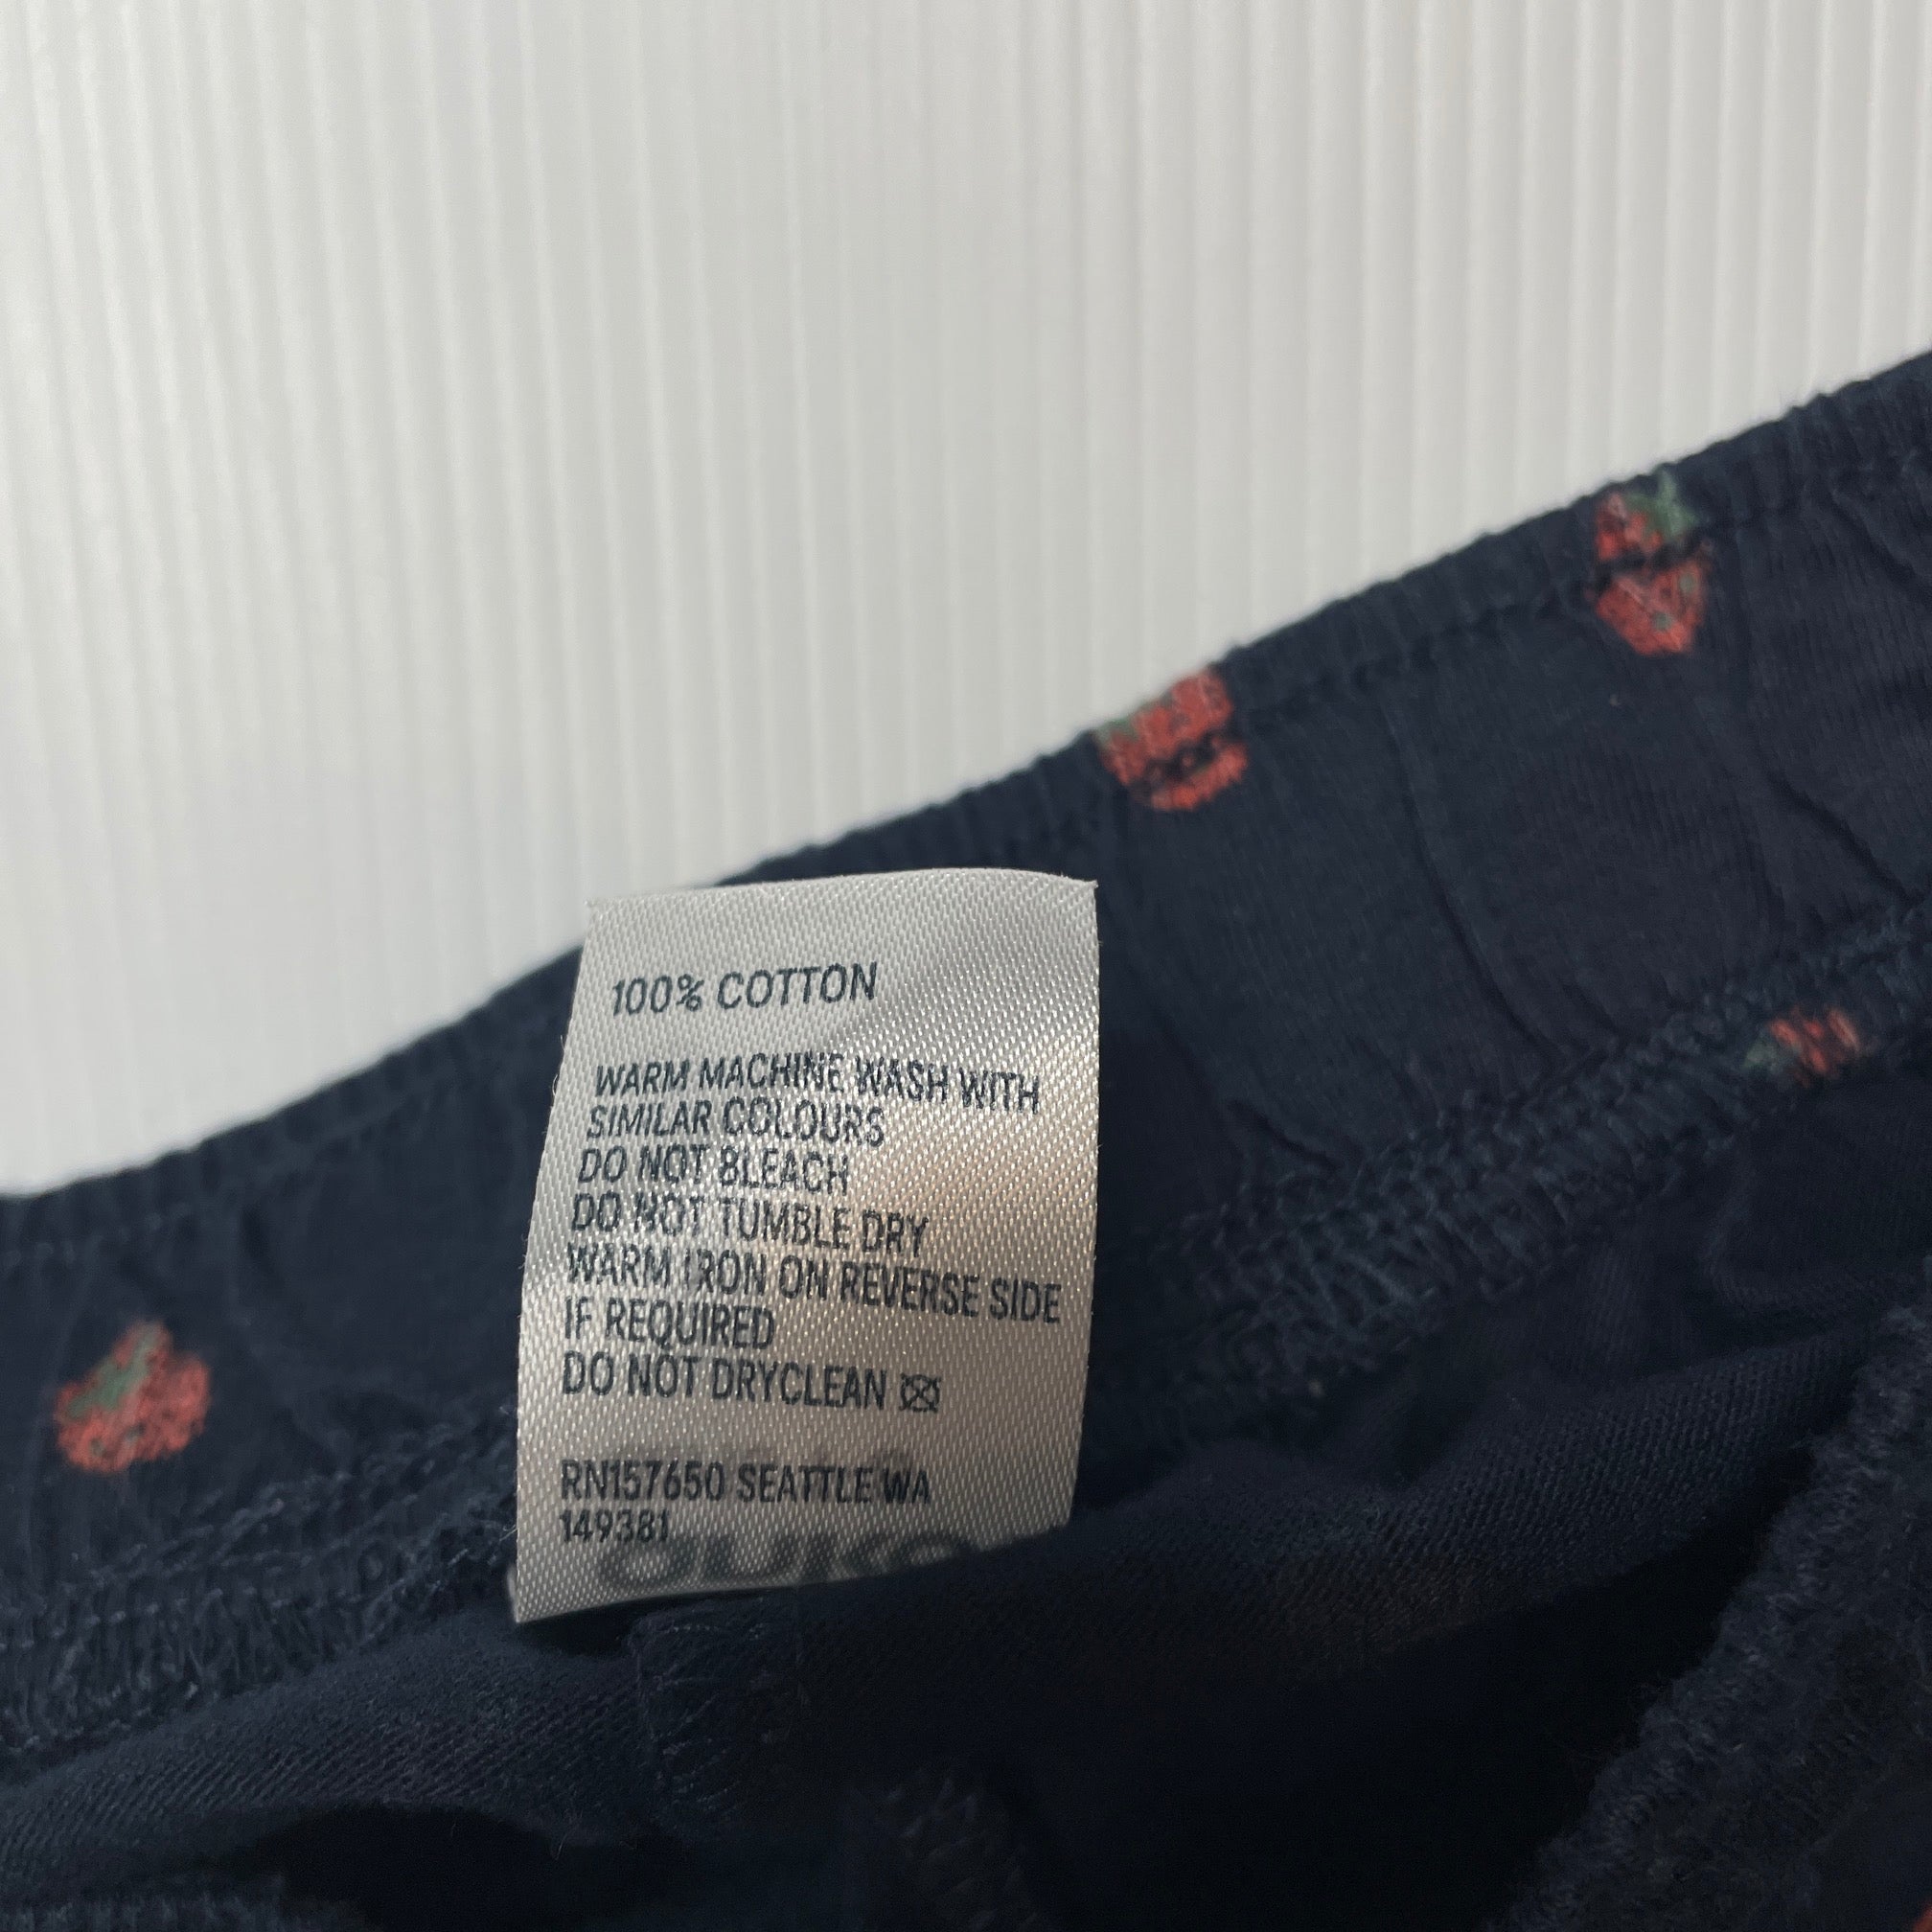 100% COTTON
WARM MACHINE WASH WITH
SIMILAR COLOURS
DO NOT BLEACH
DO NOT TUMBLE DRY
WARM IRON ON REVERSE SIDE
IF REQUIRED
DO NOT DRYCLEAN
RN157650 SEATTLE WA
149381